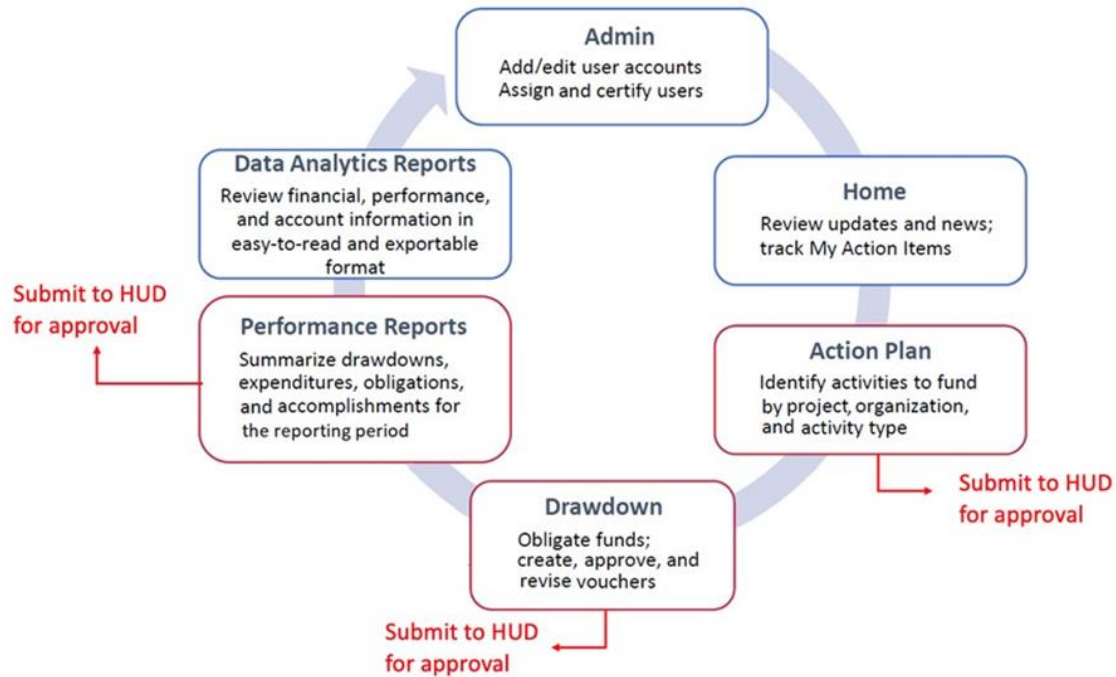 Admin
Add/edit user accounts
Assign and certify users
Home
Review updates and news;
track My Action Items
Action Plan
Identify activities to fund
by project, organization,
and activity type
Submit to HUD
for approval
Drawdown
Obligate funds;
create, approve, and
revise vouchers
Submit to HUD
for approval
Performance Reports
Summarize drawdowns,
expenditures, obligations,
and accomplishments for
the reporting period
Submit to HUD
for approval
Data Analytics Reports
Review financial, performance,
and account information in
easy-to-read and exportable
format